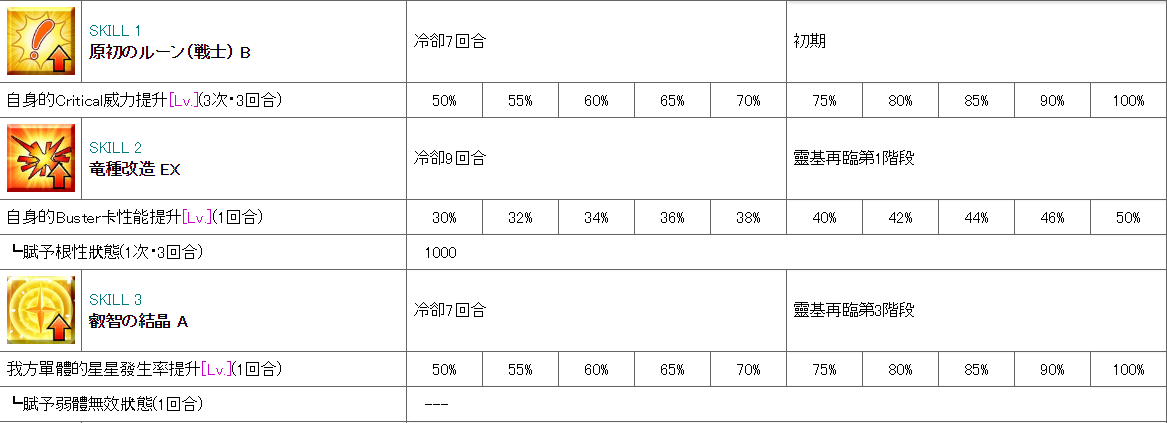 SKILL 1
原初のルーン(戦士) B
冷卻7回合
初期
自身的Critical威力提升[Lv.](3次・3回合)
50% 55% 60% 65% 70% 75% 80% 85% 90% 100%
SKILL 2
竜種改造 EX
冷卻9回合
靈基再臨第1階段
自身的Buster卡性能提升[Lv.](1回合)
30% 32% 34% 36% 38% 40% 42% 44% 46% 50%
┗賦予根性狀態(1次・3回合)
1000
SKILL 3
叡智の結晶 A
冷卻7回合
靈基再臨第3階段
我方單體的星星發生率提升[Lv.](1回合)
50% 55% 60% 65% 70% 75% 80% 85% 90% 100%
┗賦予弱體無效狀態(1回合)
---